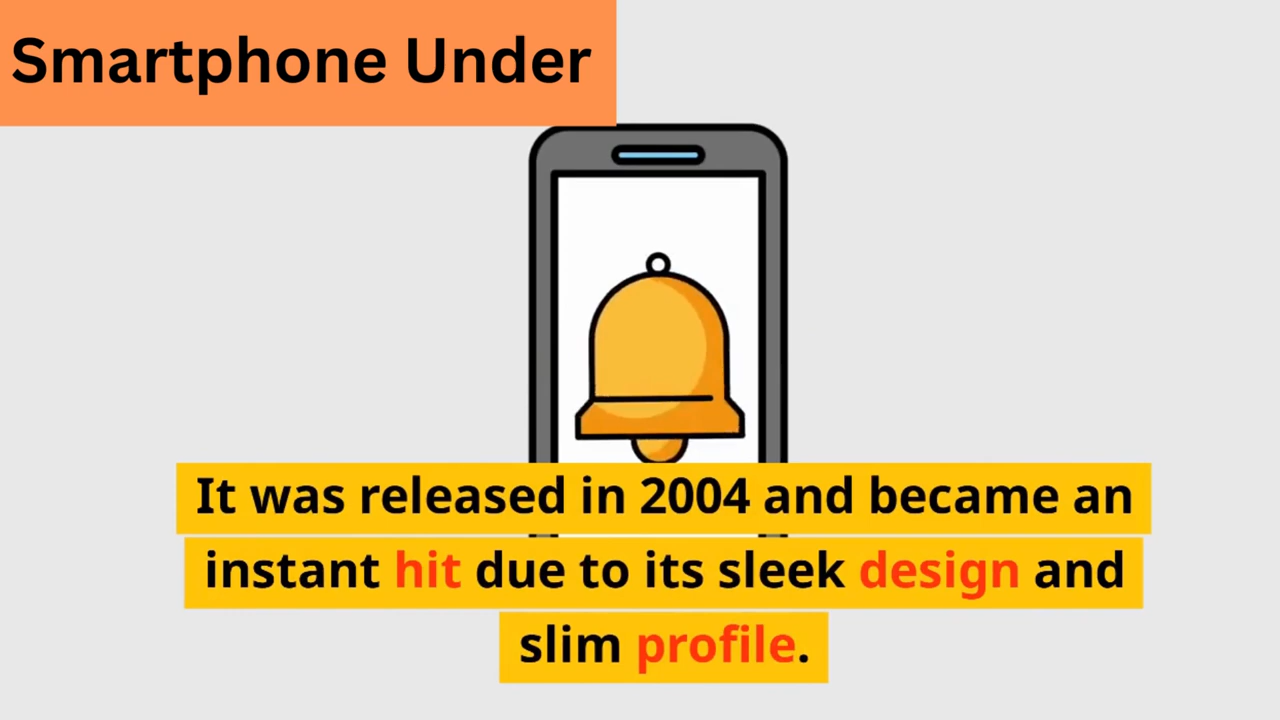 Smartphone Under
It was released in 2004 and became an
instant hit due to its sleek design and
slim profile.